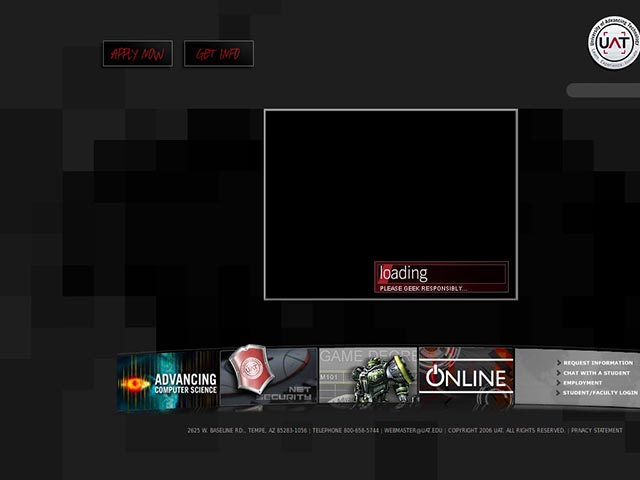 APPLY NOW
GET INFO
University of Advancing Technology
UAT
loading
PLEASE GEEK RESPONSIBLY...
ADVANCING
COMPUTER SCIENCE
UAT
NET
SECURITY
GAME DEGRE
MS01
ONLINE
REQUEST INFORMATION
CHAT WITH A STUDENT
EMPLOYMENT
STUDENT/FACULTY LOGIN
2625 W. BASELINE RD., TEMPE, AZ 85283-1056 | TELEPHONE 800-658-5744 | WEBMASTER@UAT.EDU | COPYRIGHT 2006 UAT. ALL RIGHTS RESERVED. | PRIVACY STATEMENT